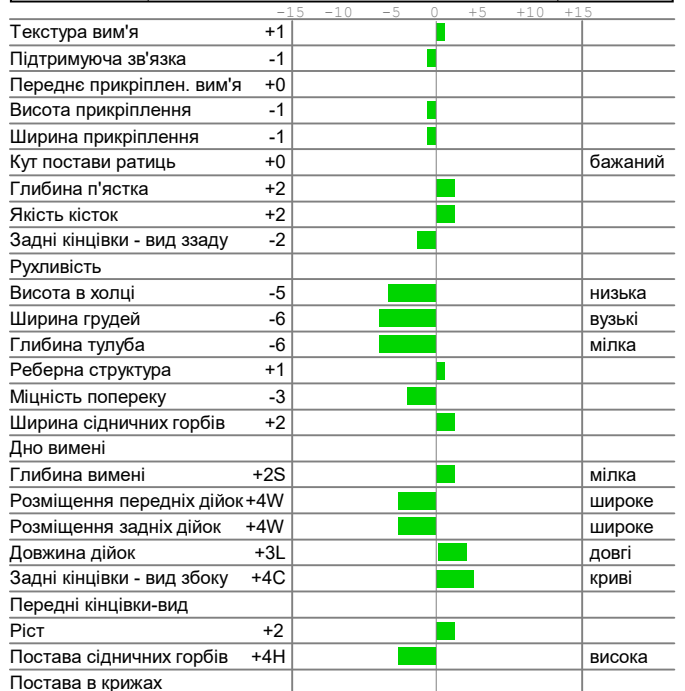 -15 -10 -5 0 +5 +10 +15
Текстура вим'я +1
Підтримуюча зв'язка -1
Переднє прикріплен. вим'я +0
Висота прикріплення -1
Ширина прикріплення -1
Кут постави ратиць +0 бажаний
Глибина п'ястка +2
Якість кісток +2
Задні кінцівки - вид ззаду -2
Рухливість
Висота в холці -5 низька
Ширина грудей -6 вузькі
Глибина тулуба -6 мілка
Реберна структура +1
Міцність попереку -3
Ширина сідничних горбів +2
Дно вимені
Глибина вимені +2S мілка
Розміщення передніх дійок +4W широке
Розміщення задніх дійок +4W широке
Довжина дійок +3L довгі
Задні кінцівки - вид збоку +4C криві
Передні кінцівки-вид
Ріст +2
Постава сідничних горбів +4H висока
Постава в крижах